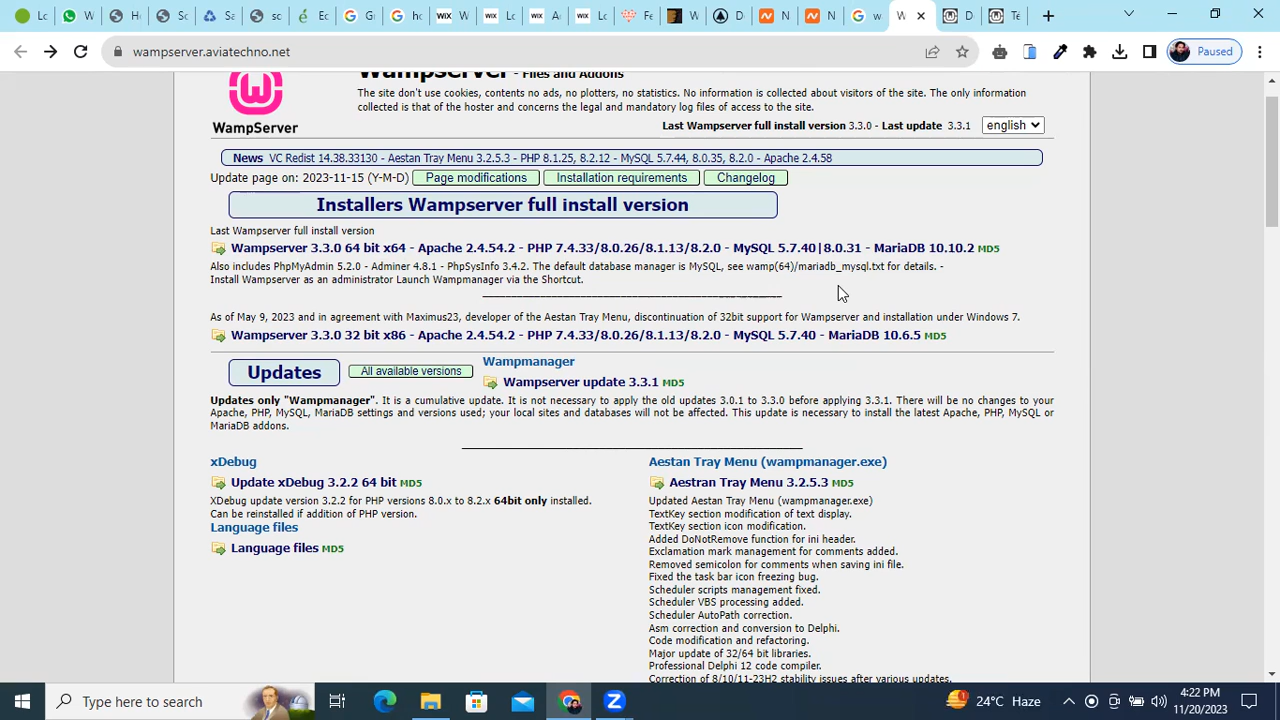 Lc
W
H
Sc
Sa
sc
Ec
G
hc
W
Lc
A
Lc
Fe
W
D
N
N
w
W
D
Te
wampserver.aviatechno.net
Paused
Wampserver - Files and Addons
The site don't use cookies, contents no ads, no plotters, no statistics. No information is collected about visitors of the site. The only information
collected is that of the hoster and concerns the legal and mandatory log files of access to the site.
WampServer
Last Wampserver full install version 3.3.0 - Last update 3.3.1 english
News VC Redist 14.38.33130 - Aestan Tray Menu 3.2.5.3 - PHP 8.1.25, 8.2.12 - MySQL 5.7.44, 8.0.35, 8.2.0 - Apache 2.4.58
Update page on: 2023-11-15 (Y-M-D) Page modifications Installation requirements Changelog
Installers Wampserver full install version
Last Wampserver full install version
Wampserver 3.3.0 64 bit x64 - Apache 2.4.54.2 - PHP 7.4.33/8.0.26/8.1.13/8.2.0 - MySQL 5.7.40|8.0.31 - MariaDB 10.10.2 MD5
Also includes PhpMyAdmin 5.2.0 - Adminer 4.8.1 - PhpSysInfo 3.4.2. The default database manager is MySQL, see wamp(64)/mariadb_mysql.txt for details. -
Install Wampserver as an administrator Launch Wampmanager via the Shortcut.
As of May 9, 2023 and in agreement with Maximus23, developer of the Aestan Tray Menu, discontinuation of 32bit support for Wampserver and installation under Windows 7.
Wampserver 3.3.0 32 bit x86 - Apache 2.4.54.2 - PHP 7.4.33/8.0.26/8.1.13/8.2.0 - MySQL 5.7.40 - MariaDB 10.6.5 MD5
Updates All available versions
Wampmanager
Wampserver update 3.3.1 MD5
Updates only "Wampmanager". It is a cumulative update. It is not necessary to apply the old updates 3.0.1 to 3.3.0 before applying 3.3.1. There will be no changes to your
Apache, PHP, MySQL, MariaDB settings and versions used; your local sites and databases will not be affected. This update is necessary to install the latest Apache, PHP, MySQL or
MariaDB addons.
xDebug
Update xDebug 3.2.2 64 bit MD5
XDebug update version 3.2.2 for PHP versions 8.0.x to 8.2.x 64bit only installed.
Can be reinstalled if addition of PHP version.
Language files
Language files MD5
Aestan Tray Menu (wampmanager.exe)
Aestran Tray Menu 3.2.5.3 MD5
Updated Aestan Tray Menu (wampmanager.exe)
TextKey section modification of text display.
TextKey section icon modification.
Added DoNotRemove function for ini header.
Exclamation mark management for comments added.
Removed semicolon for comments when saving ini file.
Fixed the task bar icon freezing bug.
Scheduler scripts management fixed.
Scheduler VBS processing added.
Scheduler AutoPath correction.
Asm correction and conversion to Delphi.
Code modification and refactoring.
Major update of 32/64 bit libraries.
Professional Delphi 12 code compiler.
Correction of 8/10/11-23H2 stability issues after various updates.
Type here to search
24°C Haze
4:22 PM
11/20/2023